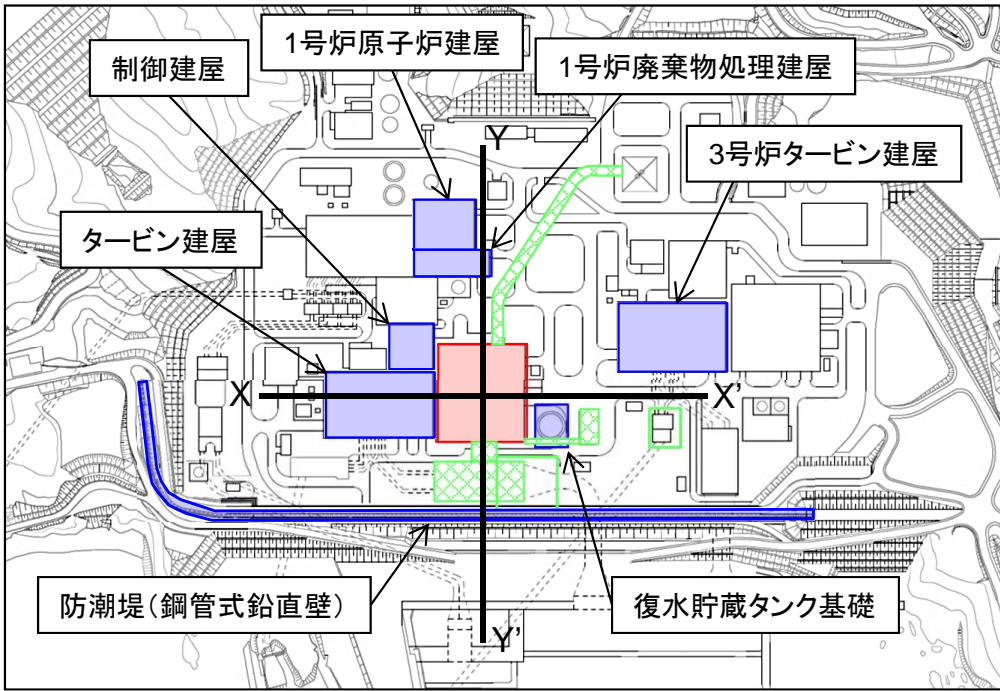 1号炉原子炉建屋
制御建屋
1号炉廃棄物処理建屋
Y
3号炉タービン建屋
タービン建屋
X
X'
防潮堤(鋼管式鉛直壁)
復水貯蔵タンク基礎
Y'